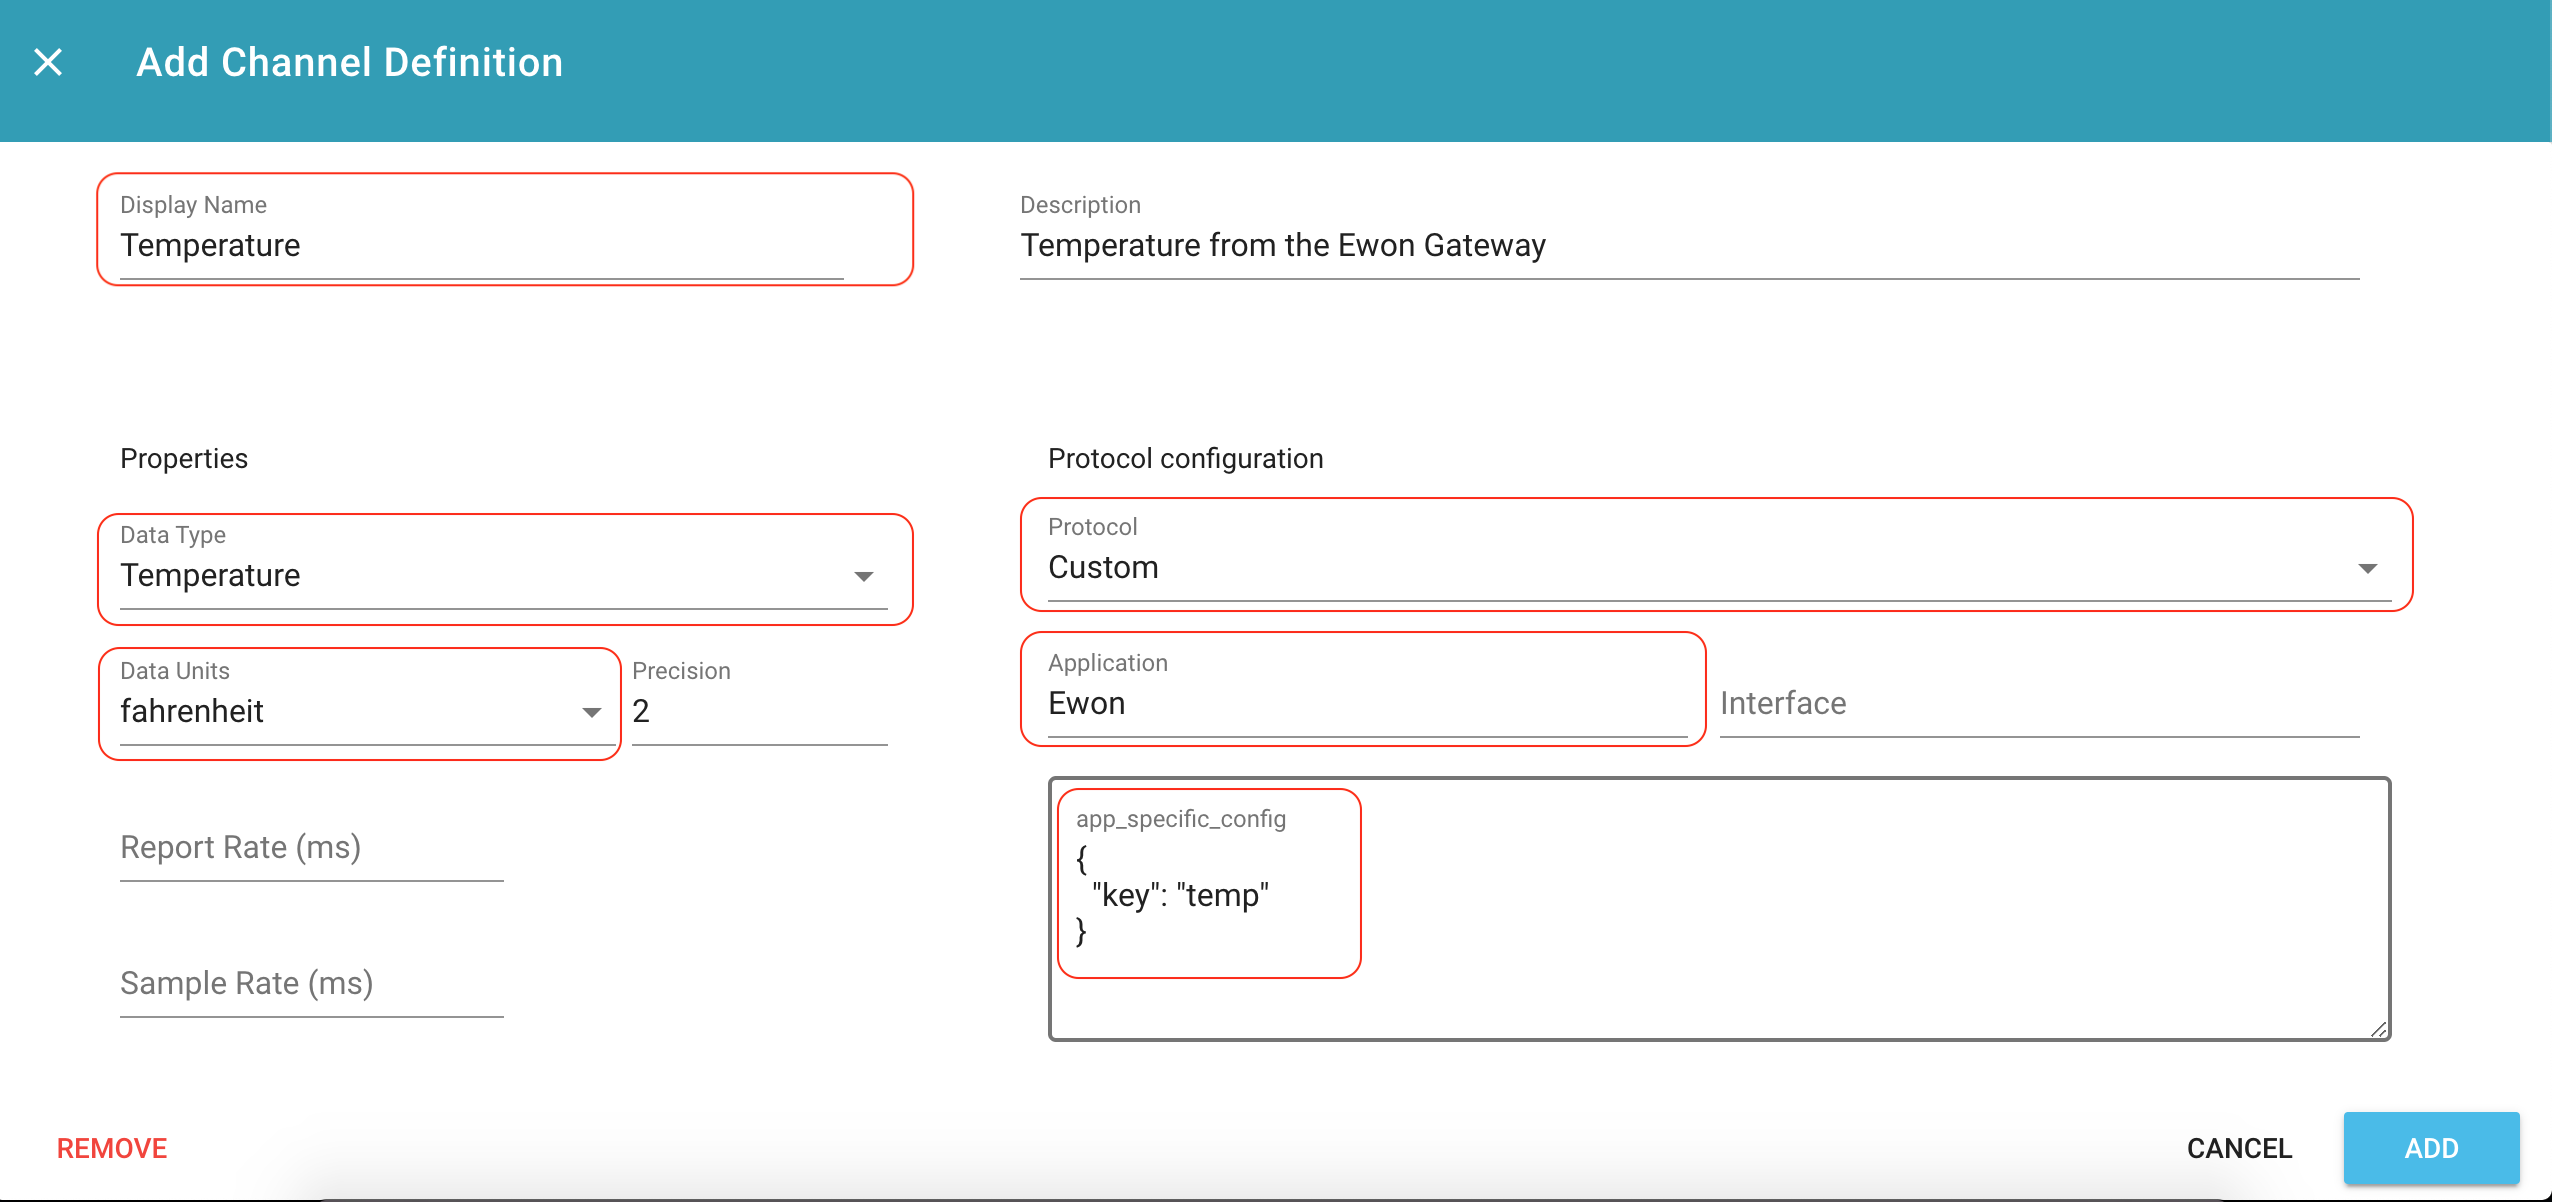 Add Channel Definition
Display Name
Temperature
Description
Temperature from the Ewon Gateway
Properties
Data Type
Temperature
Data Units
fahrenheit
Precision
2
Report Rate (ms)
Sample Rate (ms)
Protocol configuration
Protocol
Custom
Application
Ewon
Interface
app_specific_config
{
"key": "temp"
}
REMOVE
CANCEL
ADD